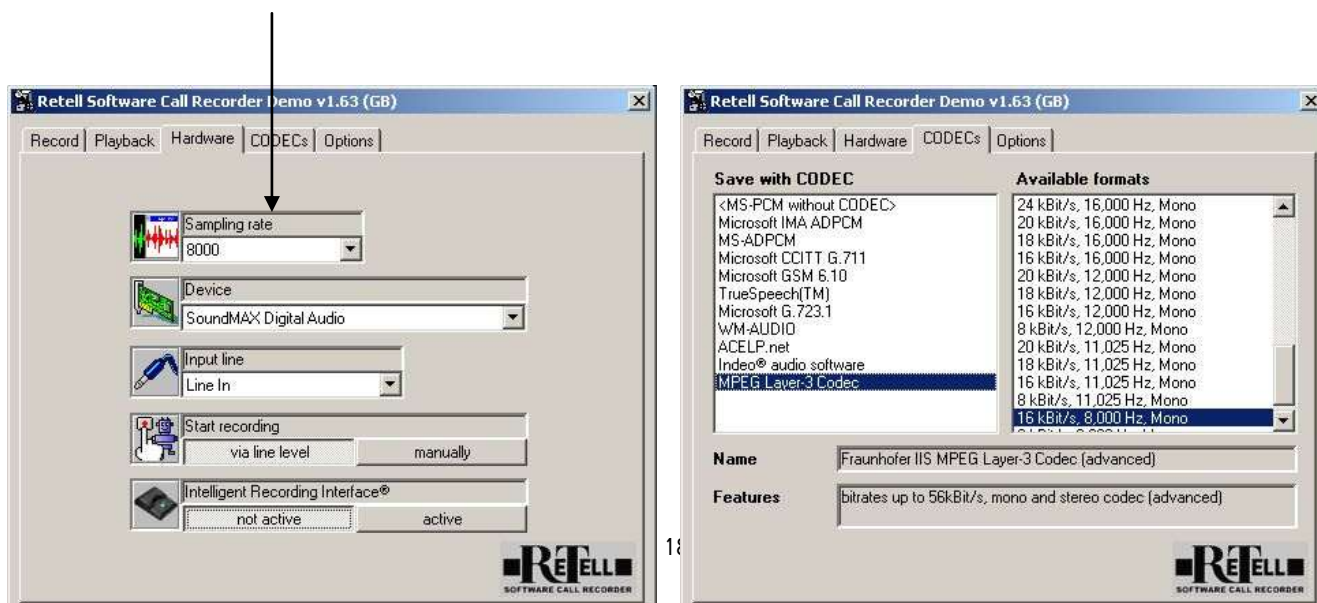 Retell Software Call Recorder Demo v1.63 (GB)
Record Playback Hardware CODECs Options
Sampling rate
8000
Device
SoundMAX Digital Audio
Input line
Line In
Start recording
via line level manually
Intelligent Recording Interface®
not active active
RETELL
SOFTWARE CALL RECORDER
18
Retell Software Call Recorder Demo v1.63 (GB)
Record Playback Hardware CODECs Options
Save with CODEC
<MS-PCM without CODEC>
Microsoft IMA ADPCM
MS-ADPCM
Microsoft CCITT G.711
Microsoft GSM 6.10
TrueSpeech(TM)
Microsoft G.723.1
WM-AUDIO
ACELP.net
Indeo® audio software
MPEG Layer-3 Codec
Available formats
24 kBit/s, 16,000 Hz, Mono
20 kBit/s, 16,000 Hz, Mono
18 kBit/s, 16,000 Hz, Mono
16 kBit/s, 16,000 Hz, Mono
20 kBit/s, 12,000 Hz, Mono
18 kBit/s, 12,000 Hz, Mono
16 kBit/s, 12,000 Hz, Mono
8 kBit/s, 12,000 Hz, Mono
20 kBit/s, 11,025 Hz, Mono
18 kBit/s, 11,025 Hz, Mono
16 kBit/s, 11,025 Hz, Mono
8 kBit/s, 11,025 Hz, Mono
16 kBit/s, 8,000 Hz, Mono
Name Fraunhofer IIS MPEG Layer-3 Codec (advanced)
Features bitrates up to 56kBit/s, mono and stereo codec (advanced)
RETELL
SOFTWARE CALL RECORDER